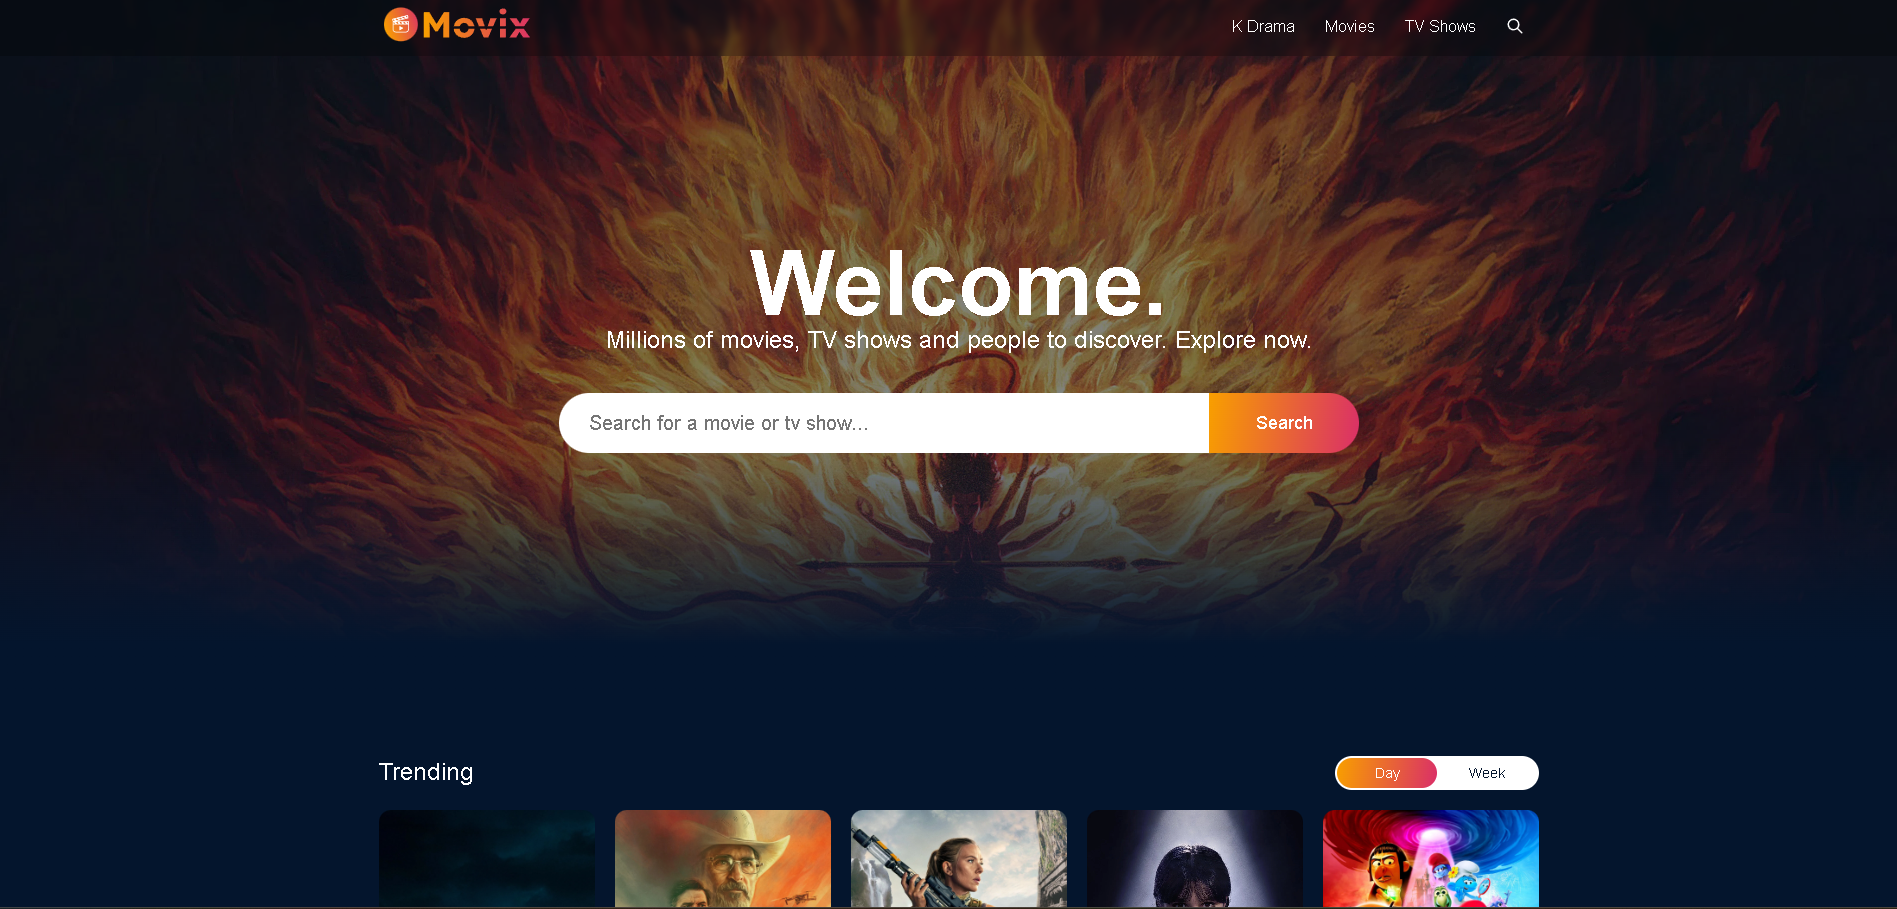 Movix
K Drama
Movies
TV Shows
Welcome.
Millions of movies, TV shows and people to discover. Explore now.
Search for a movie or tv show...
Search
Trending
Day
Week